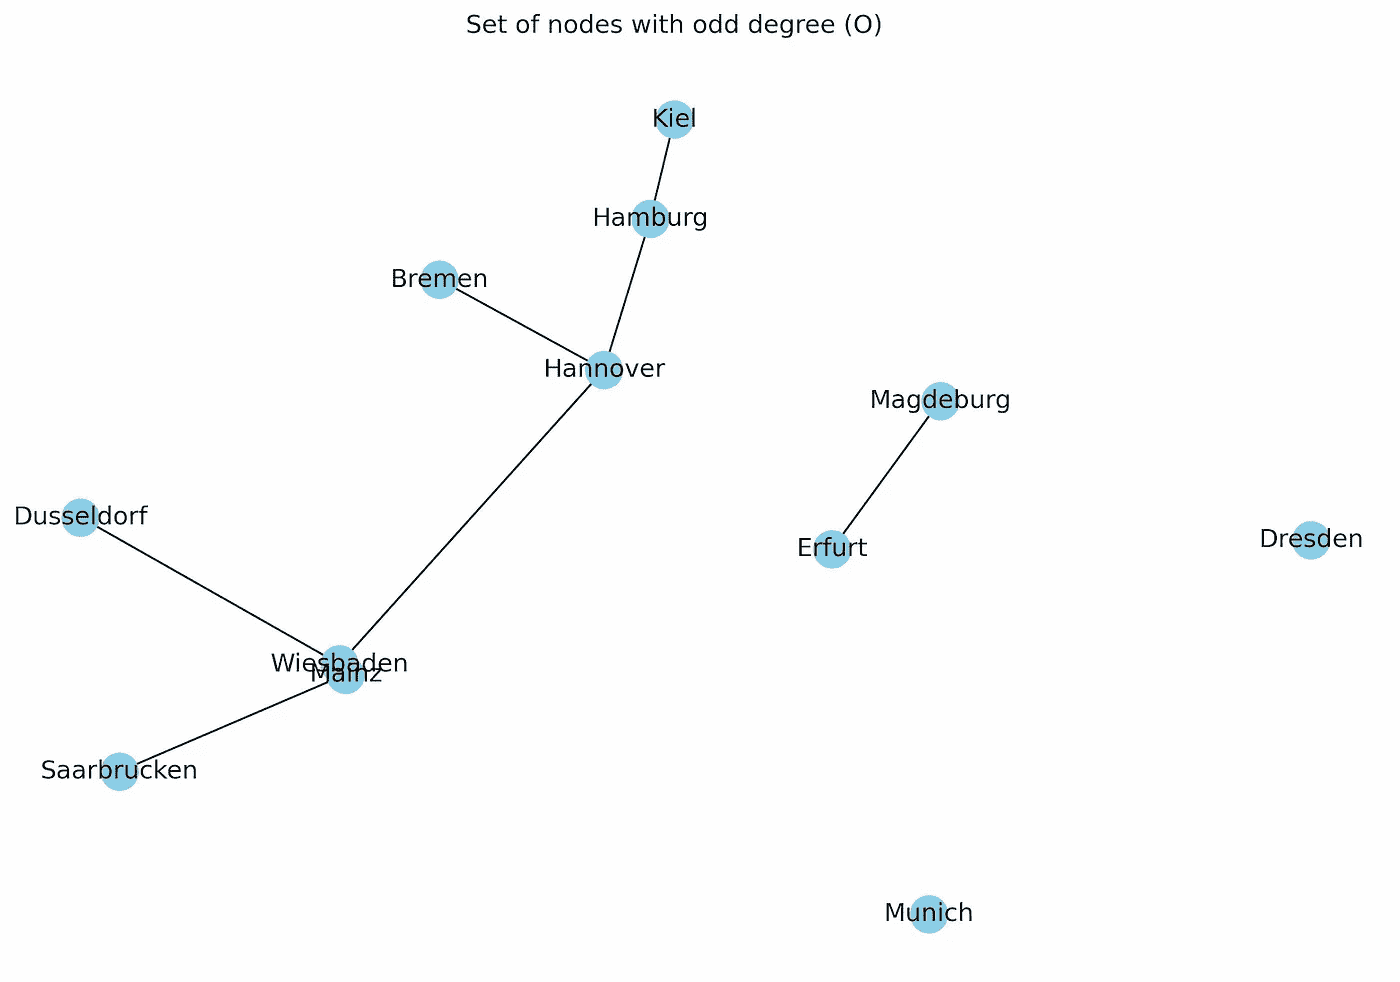 Set of nodes with odd degree (O)
Kiel
Hamburg
Bremen
Hannover
Magdeburg
Dusseldorf
Dresden
Erfurt
Wiesbaden
Mainz
Saarbrucken
Munich